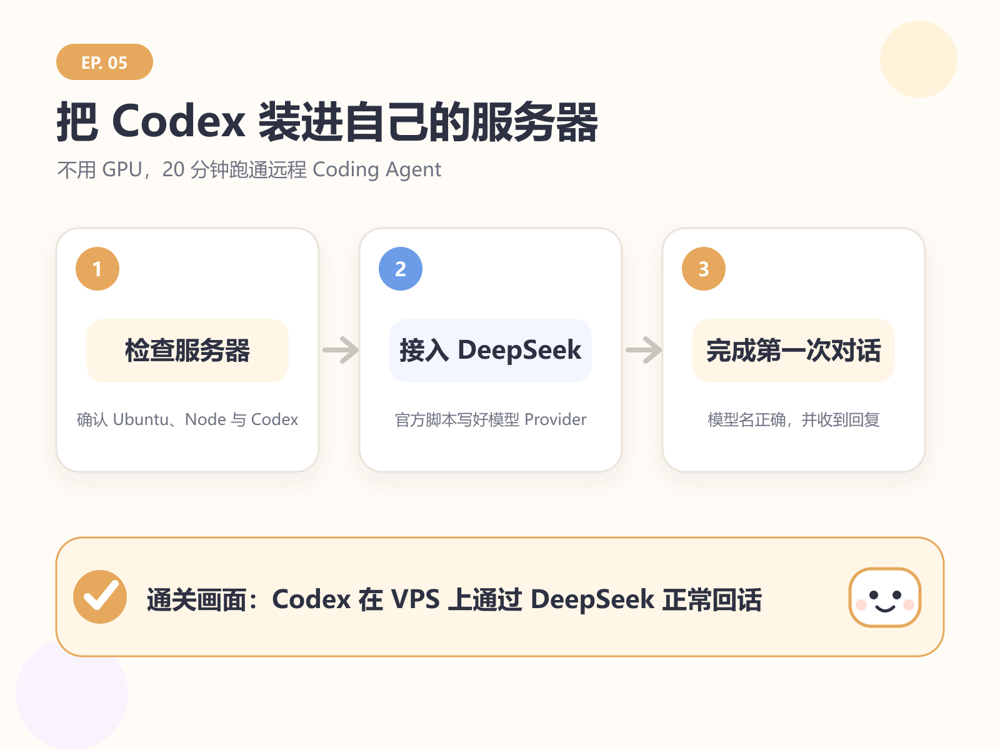 EP. 05
把 Codex 装进自己的服务器
不用 GPU，20 分钟跑通远程 Coding Agent
1
检查服务器
确认 Ubuntu、Node 与 Codex
2
接入 DeepSeek
官方脚本写好模型 Provider
3
完成第一次对话
模型名正确，并收到回复
通关画面：Codex 在 VPS 上通过 DeepSeek 正常回话